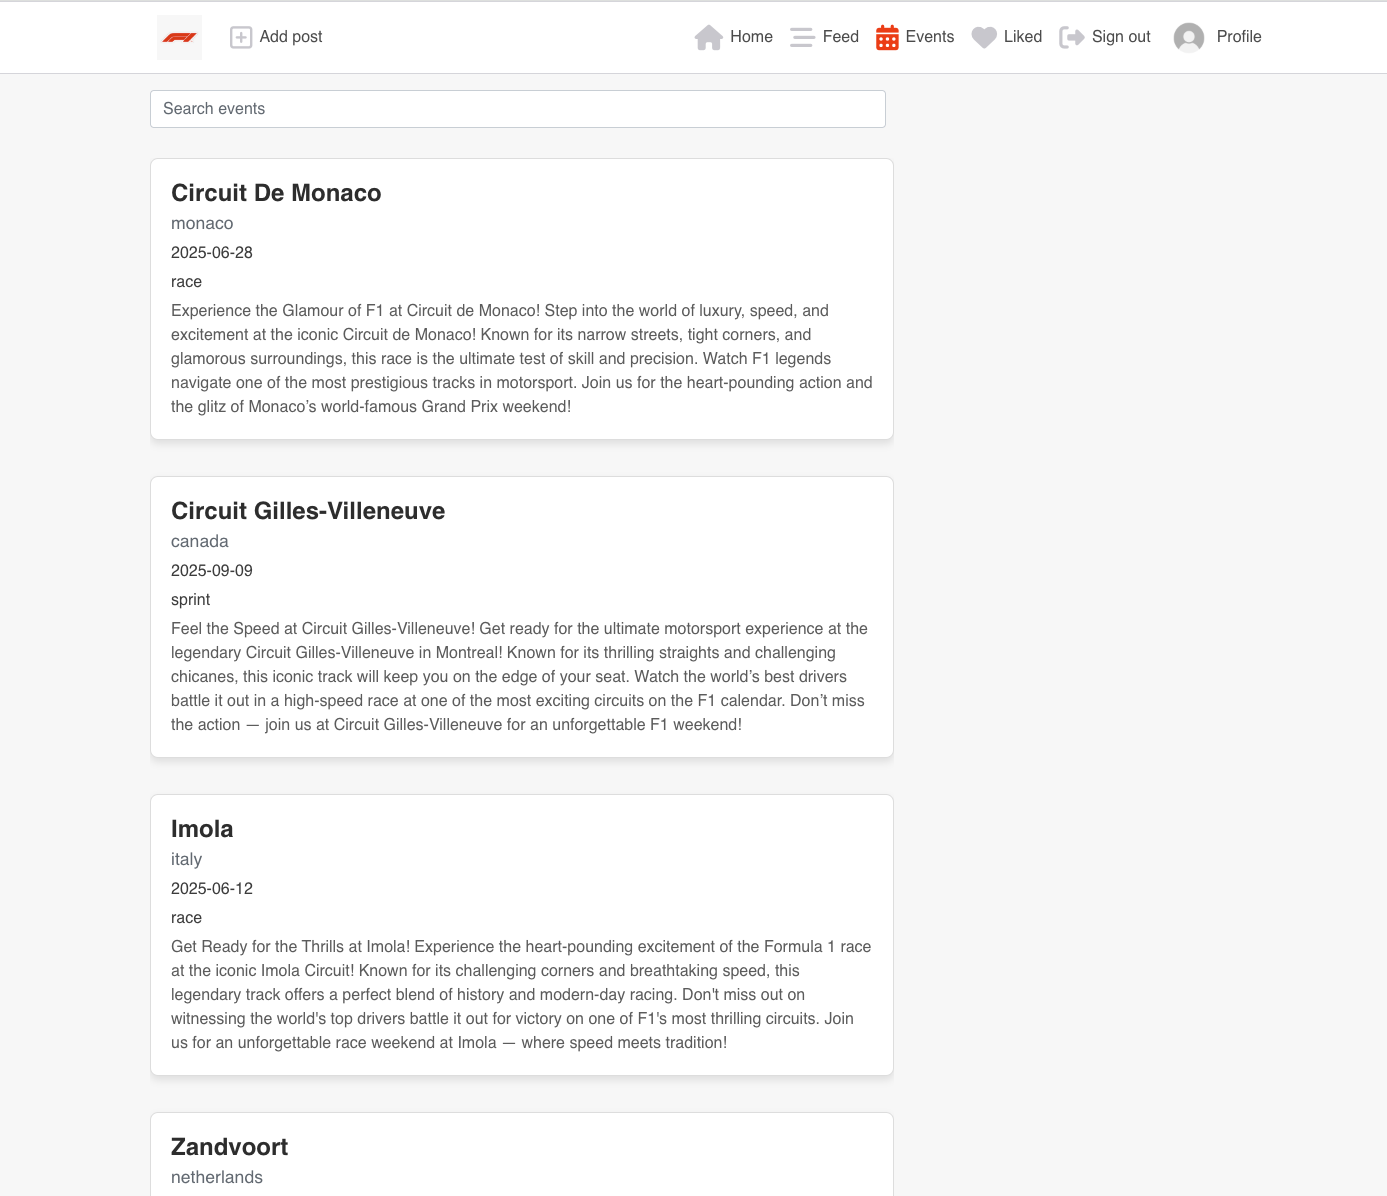 Add post
Home
Feed
Events
Liked
Sign out
Profile
Search events
Circuit De Monaco
monaco
2025-06-28
race
Experience the Glamour of F1 at Circuit de Monaco! Step into the world of luxury, speed, and
excitement at the iconic Circuit de Monaco! Known for its narrow streets, tight corners, and
glamorous surroundings, this race is the ultimate test of skill and precision. Watch F1 legends
navigate one of the most prestigious tracks in motorsport. Join us for the heart-pounding action and
the glitz of Monaco’s world-famous Grand Prix weekend!
Circuit Gilles-Villeneuve
canada
2025-09-09
sprint
Feel the Speed at Circuit Gilles-Villeneuve! Get ready for the ultimate motorsport experience at the
legendary Circuit Gilles-Villeneuve in Montreal! Known for its thrilling straights and challenging
chicanes, this iconic track will keep you on the edge of your seat. Watch the world’s best drivers
battle it out in a high-speed race at one of the most exciting circuits on the F1 calendar. Don’t miss
the action — join us at Circuit Gilles-Villeneuve for an unforgettable F1 weekend!
Imola
italy
2025-06-12
race
Get Ready for the Thrills at Imola! Experience the heart-pounding excitement of the Formula 1 race
at the iconic Imola Circuit! Known for its challenging corners and breathtaking speed, this
legendary track offers a perfect blend of history and modern-day racing. Don't miss out on
witnessing the world's top drivers battle it out for victory on one of F1's most thrilling circuits. Join
us for an unforgettable race weekend at Imola — where speed meets tradition!
Zandvoort
netherlands